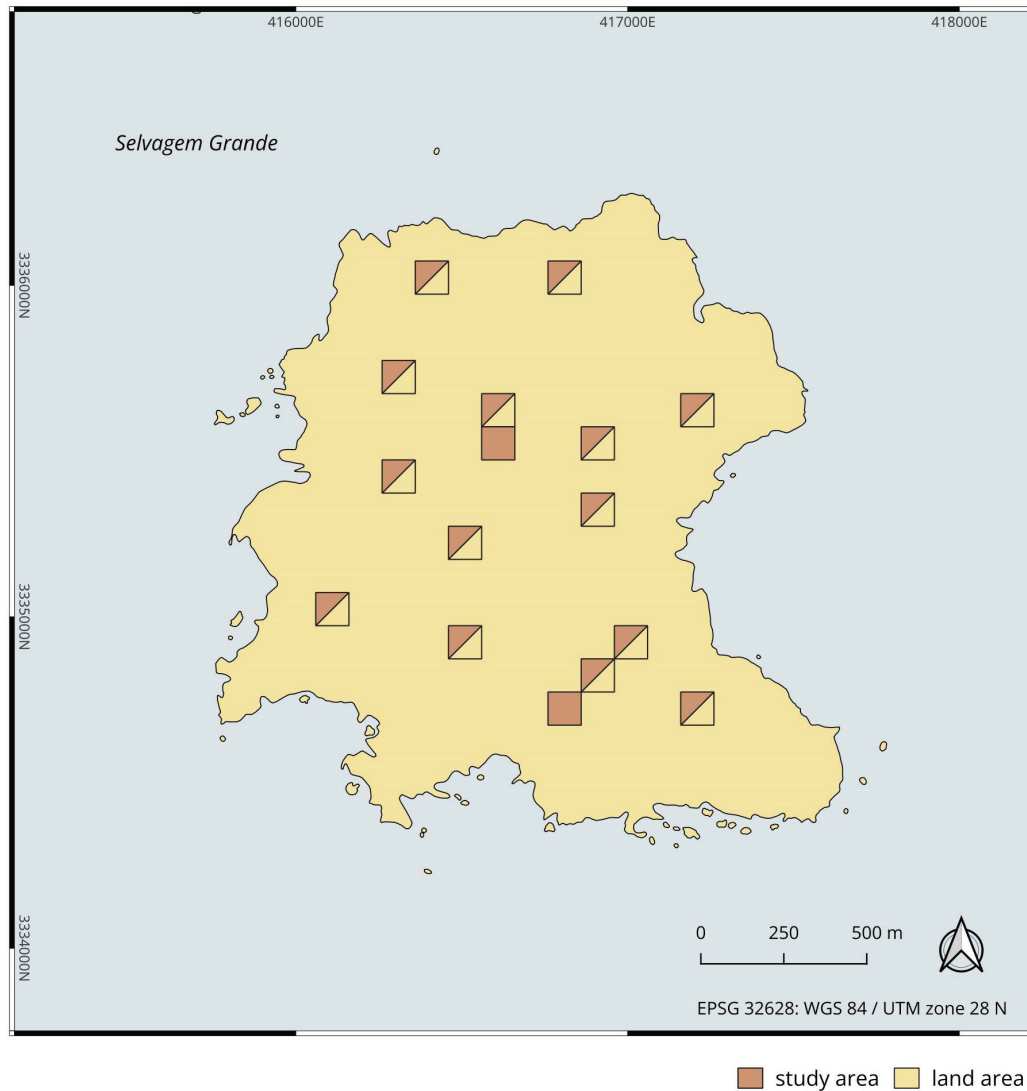 416000E 417000E 418000E
Selvagem Grande
3336000N
3335000N
3334000N
0 250 500 m
EPSG 32628: WGS 84 / UTM zone 28 N
study area land area